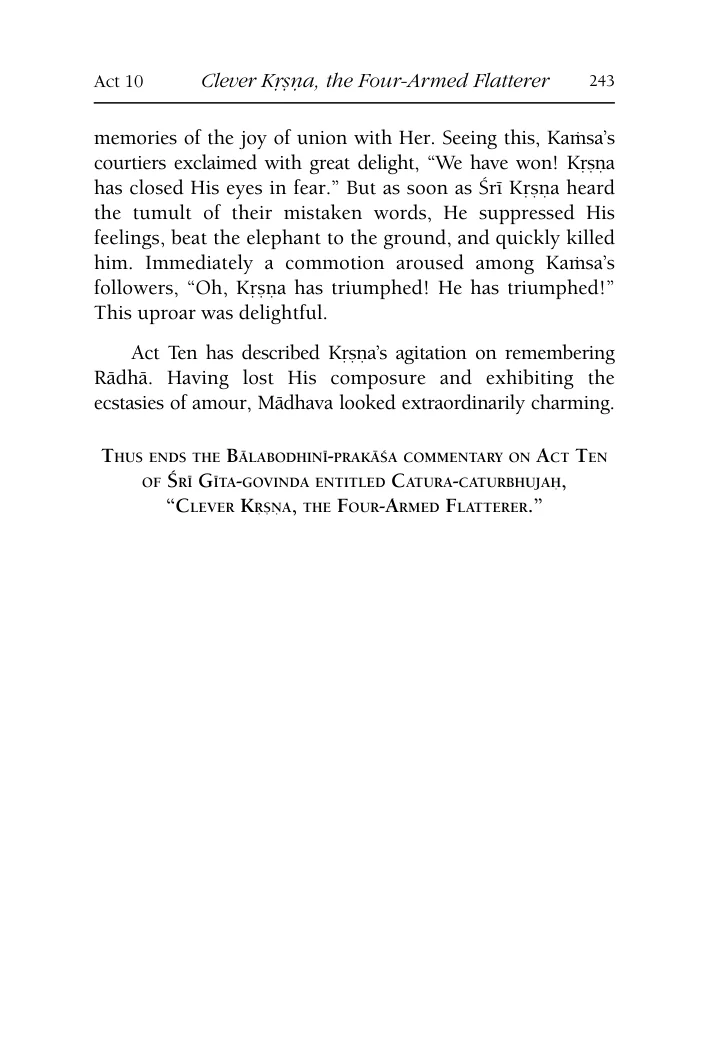 Act 10 Clever Kṛṣṇa, the Four-Armed Flatterer 243
memories of the joy of union with Her. Seeing this, Kaṁsa’s
courtiers exclaimed with great delight, “We have won! Kṛṣṇa
has closed His eyes in fear.” But as soon as Śrī Kṛṣṇa heard
the tumult of their mistaken words, He suppressed His
feelings, beat the elephant to the ground, and quickly killed
him. Immediately a commotion aroused among Kaṁsa’s
followers, “Oh, Kṛṣṇa has triumphed! He has triumphed!”
This uproar was delightful.
Act Ten has described Kṛṣṇa’s agitation on remembering
Rādhā. Having lost His composure and exhibiting the
ecstasies of amour, Mādhava looked extraordinarily charming.
Thus ends the Bālabodhinī-prakāśa commentary on Act Ten
of Śrī Gīta-govinda entitled Catura-caturbhujaḥ,
“Clever Kṛṣṇa, the Four-Armed Flatterer.”